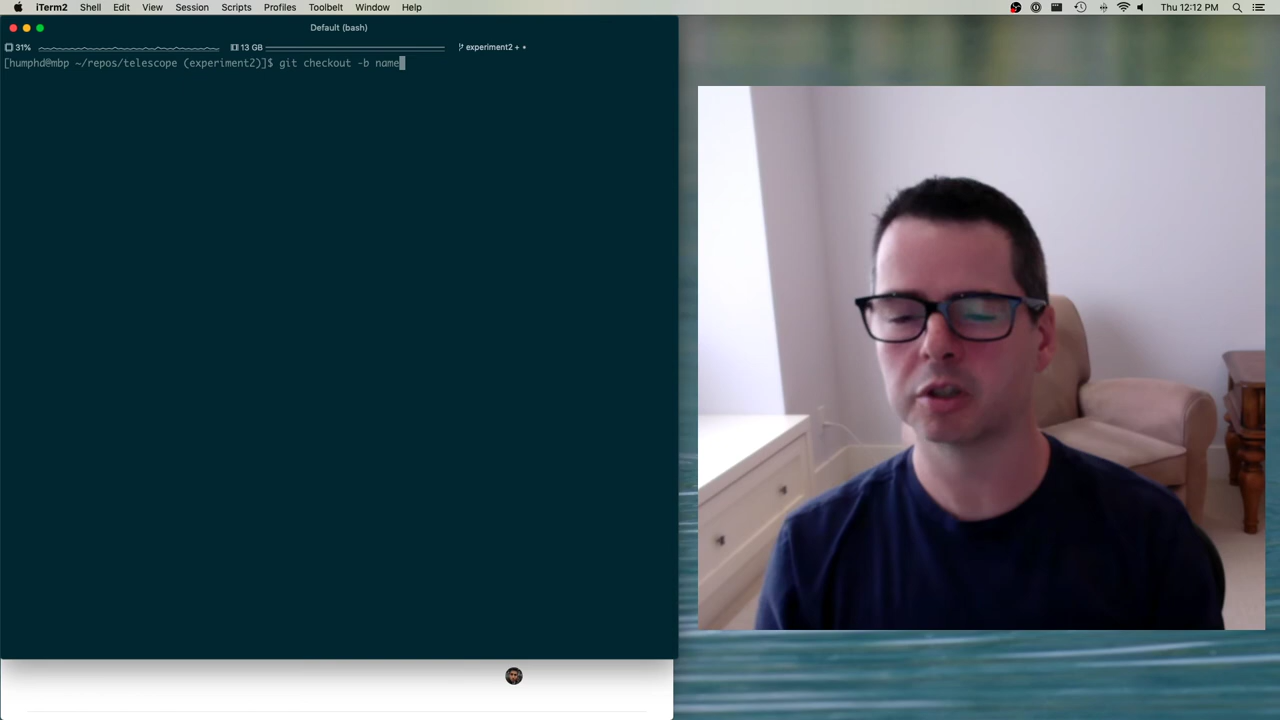 iTerm2 Shell Edit View Session Scripts Profiles Toolbelt Window Help Thu 12:12 PM
Default (bash)
31% 13 GB experiment2 + •
[humphd@mbp ~/repos/telescope (experiment2)]$ git checkout -b name